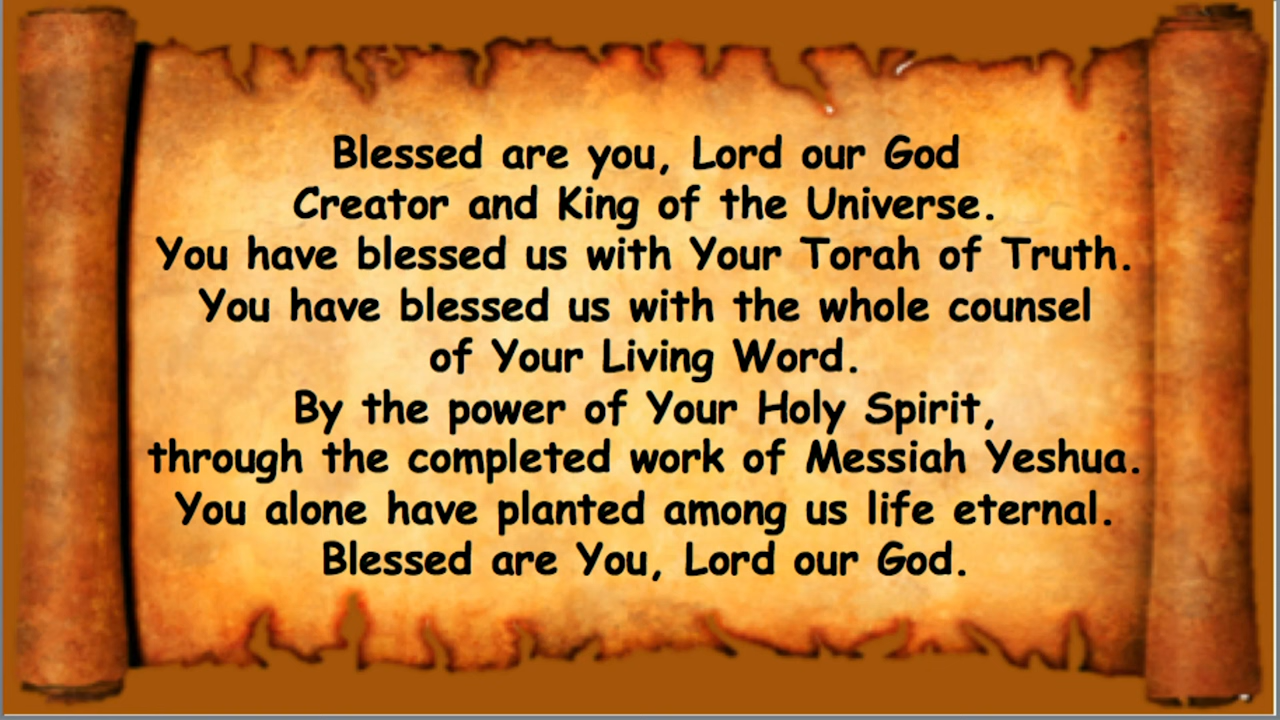 Blessed are you, Lord our God
Creator and King of the Universe.
You have blessed us with Your Torah of Truth.
You have blessed us with the whole counsel
of Your Living Word.
By the power of Your Holy Spirit,
through the completed work of Messiah Yeshua.
You alone have planted among us life eternal.
Blessed are You, Lord our God.